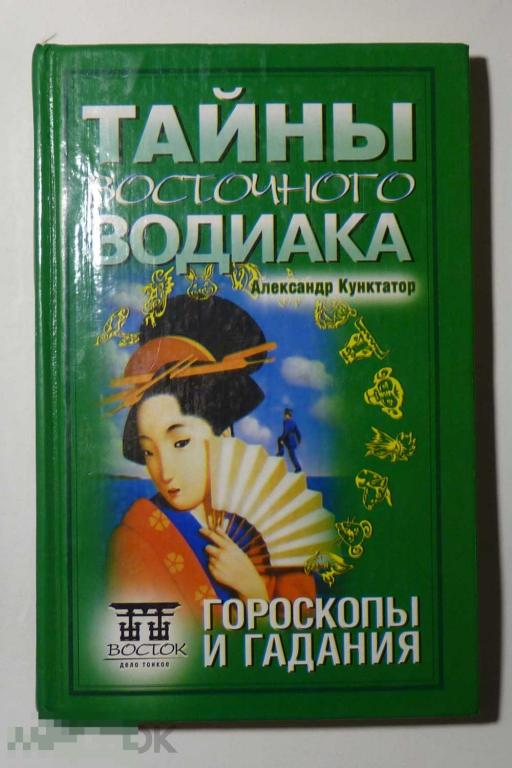 ТАЙНЫ
ВОСТОЧНОГО
ЗОДИАКА
Александр Кунктатор
ГОРОСКОПЫ
И ГАДАНИЯ
ВОСТОК
дело тонкое